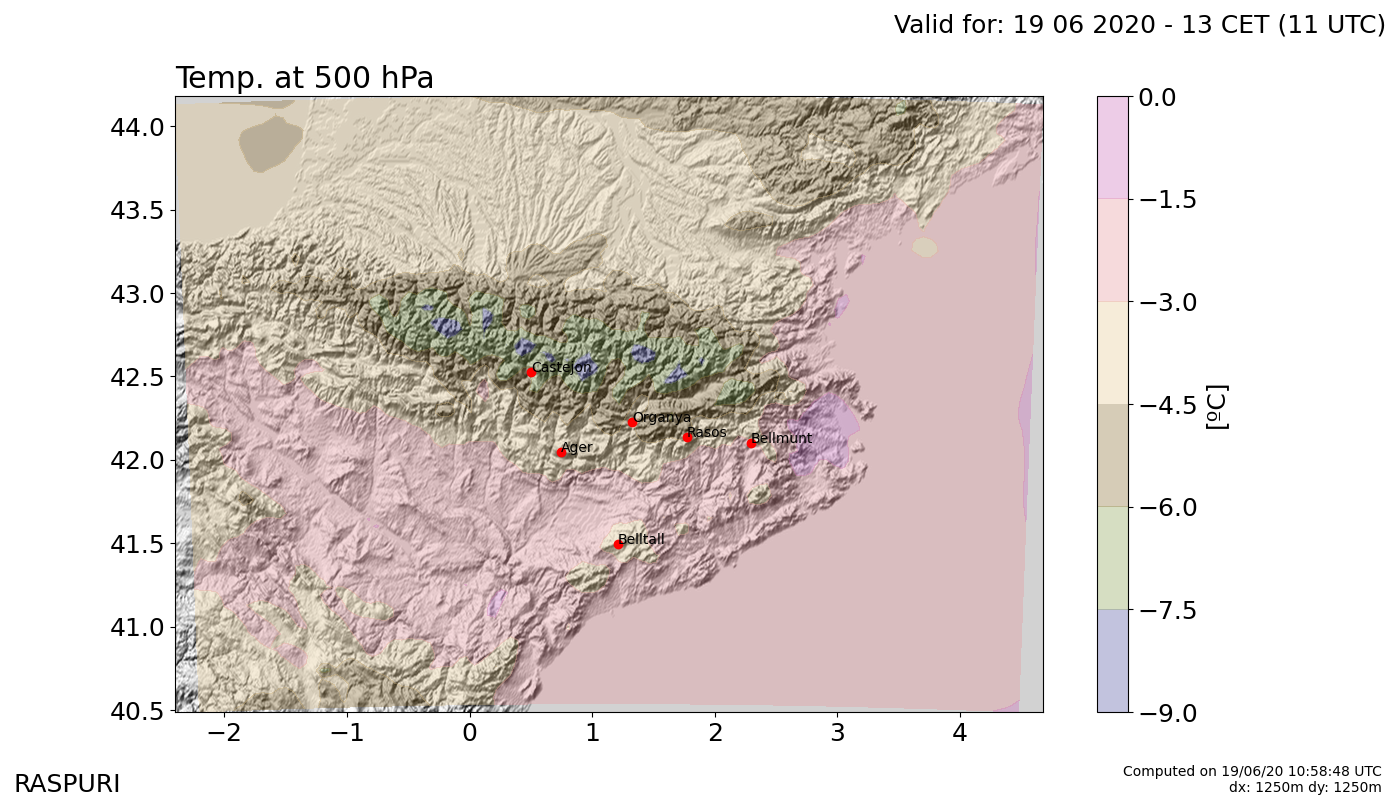 Valid for: 19 06 2020 - 13 CET (11 UTC)
Temp. at 500 hPa
44.0
43.5
43.0
42.5
42.0
41.5
41.0
40.5
−2
−1
0
1
2
3
4
Castejon
Organya
Rasos
Bellmunt
Ager
Belltall
0.0
−1.5
−3.0
−4.5
−6.0
−7.5
−9.0
[ºC]
RASPURI
Computed on 19/06/20 10:58:48 UTC
dx: 1250m dy: 1250m